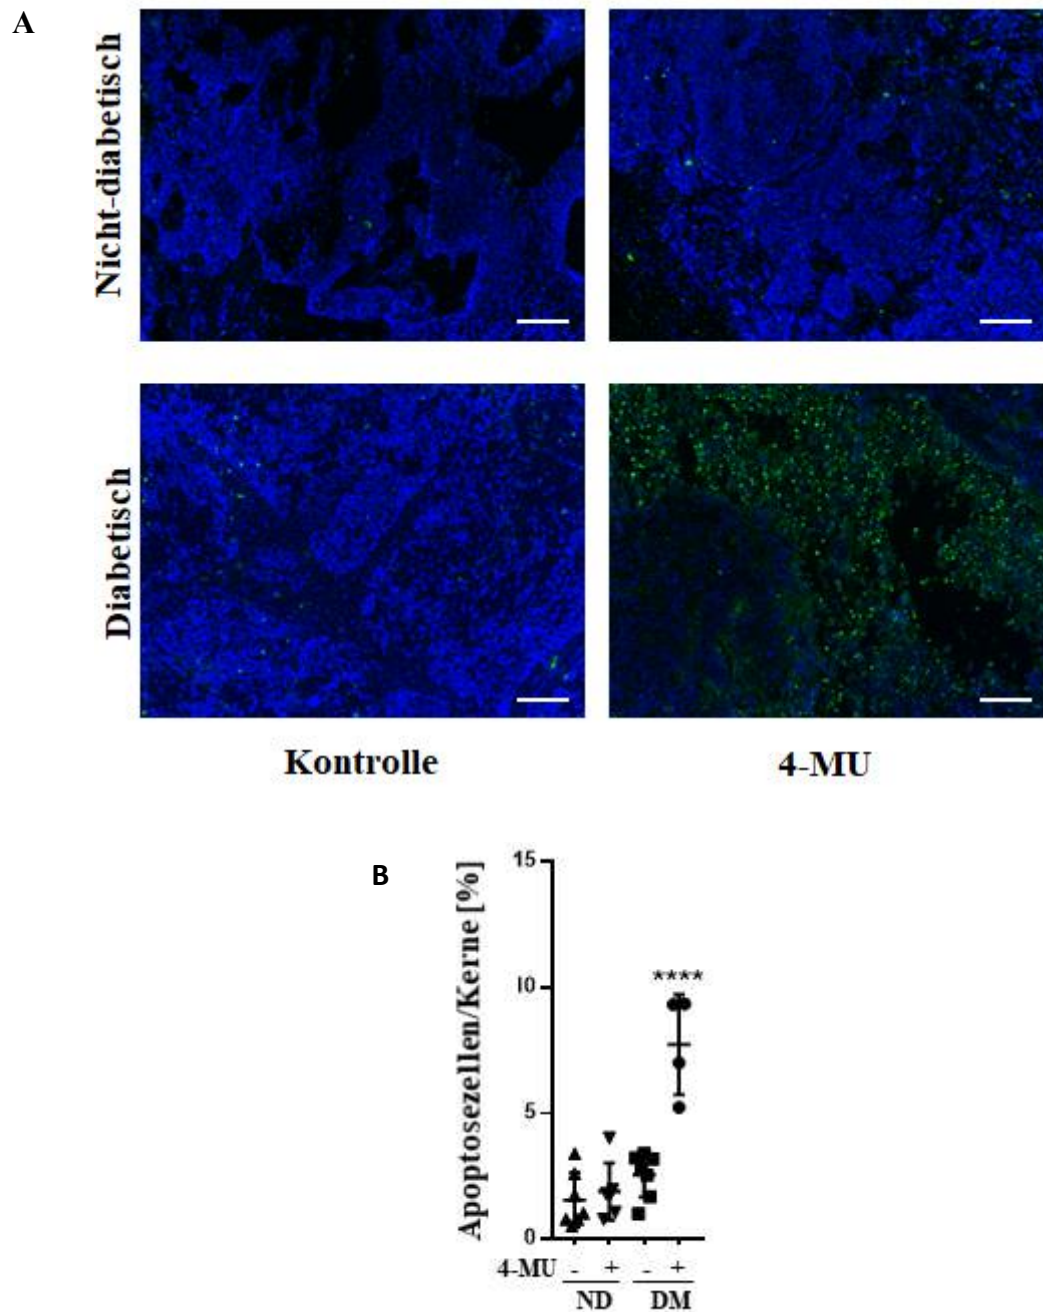 A
Nicht-diabetisch
Diabetisch
Kontrolle 4-MU
B
Apoptosezellen/Kerne [%]
15
10
5
0
****
4-MU - + - +
ND DM